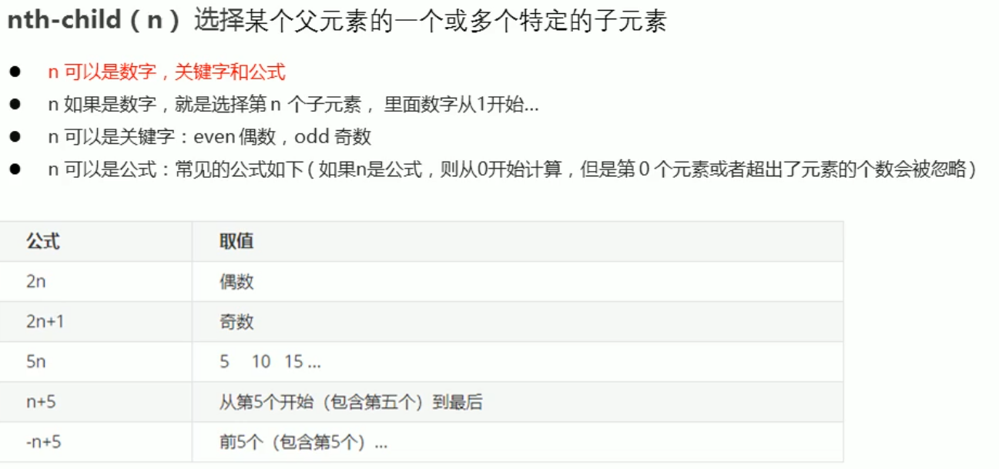 nth-child（n）选择某个父元素的一个或多个特定的子元素
● n 可以是数字，关键字和公式
● n 如果是数字，就是选择第 n 个子元素， 里面数字从1开始...
● n 可以是关键字：even 偶数，odd 奇数
● n 可以是公式：常见的公式如下 ( 如果n是公式，则从0开始计算，但是第 0 个元素或者超出了元素的个数会被忽略 )
公式 取值
2n 偶数
2n+1 奇数
5n 5 10 15 ...
n+5 从第5个开始（包含第五个）到最后
-n+5 前5个（包含第5个）...